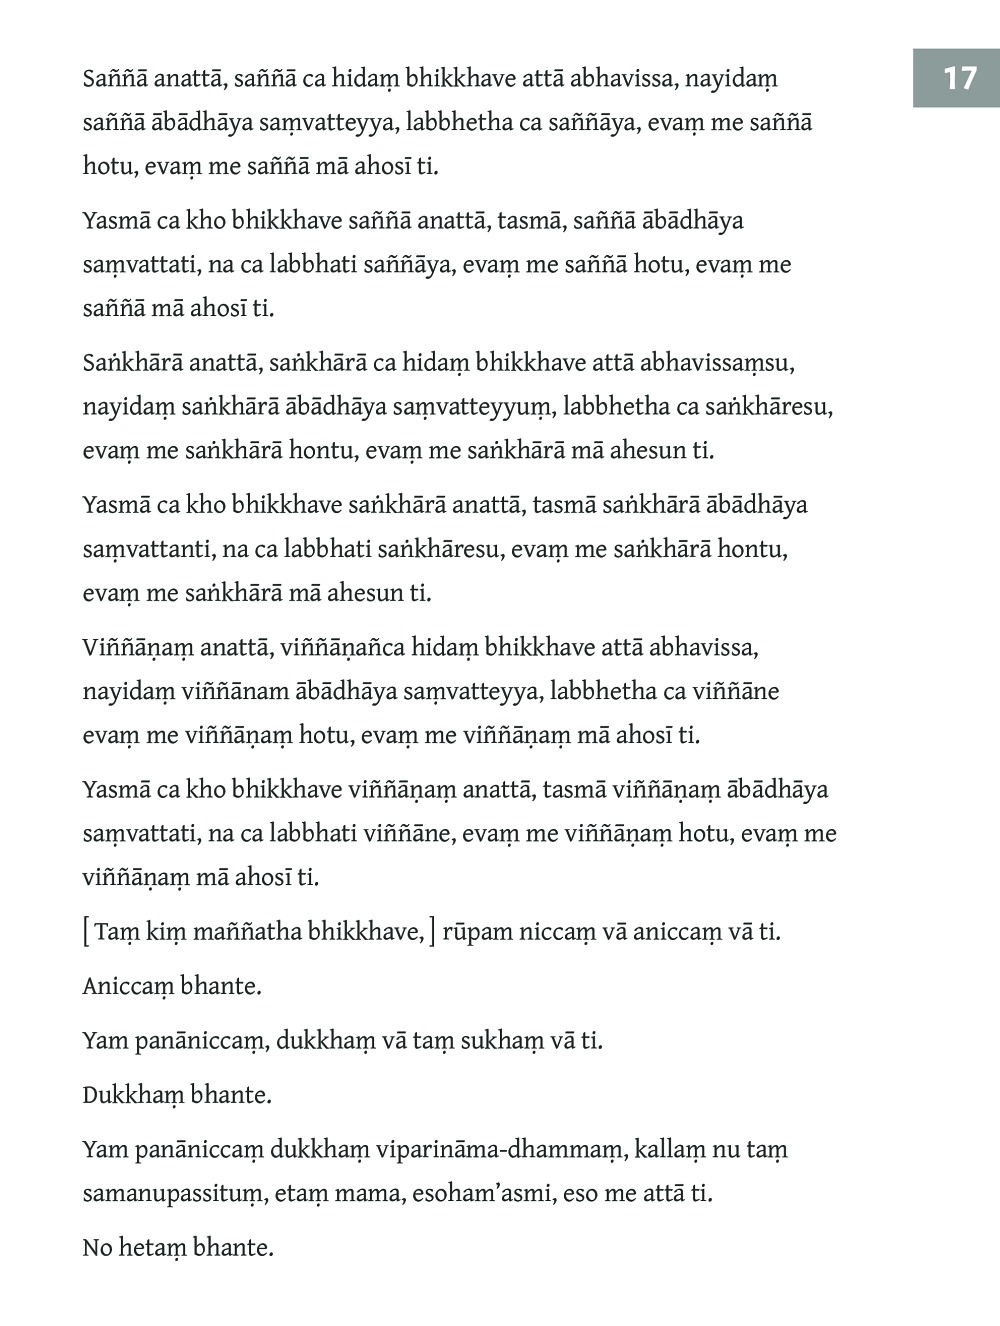 17
Saññā anattā, saññā ca hidaṃ bhikkhave attā abhavissa, nayidaṃ
saññā ābādhāya saṃvatteyya, labbhetha ca saññāya, evaṃ me saññā
hotu, evaṃ me saññā mā ahosī ti.
Yasmā ca kho bhikkhave saññā anattā, tasmā, saññā ābādhāya
saṃvattati, na ca labbhati saññāya, evaṃ me saññā hotu, evaṃ me
saññā mā ahosī ti.
Saṅkhārā anattā, saṅkhārā ca hidaṃ bhikkhave attā abhavissaṃsu,
nayidaṃ saṅkhārā ābādhāya saṃvatteyyuṃ, labbhetha ca saṅkhāresu,
evaṃ me saṅkhārā hontu, evaṃ me saṅkhārā mā ahesun ti.
Yasmā ca kho bhikkhave saṅkhārā anattā, tasmā saṅkhārā ābādhāya
saṃvattanti, na ca labbhati saṅkhāresu, evaṃ me saṅkhārā hontu,
evaṃ me saṅkhārā mā ahesun ti.
Viññāṇaṃ anattā, viññāṇañca hidaṃ bhikkhave attā abhavissa,
nayidaṃ viññānam ābādhāya saṃvatteyya, labbhetha ca viññāne
evaṃ me viññāṇaṃ hotu, evaṃ me viññāṇaṃ mā ahosī ti.
Yasmā ca kho bhikkhave viññāṇaṃ anattā, tasmā viññāṇaṃ ābādhāya
saṃvattati, na ca labbhati viññāne, evaṃ me viññāṇaṃ hotu, evaṃ me
viññāṇaṃ mā ahosī ti.
[ Taṃ kiṃ maññatha bhikkhave, ] rūpam niccaṃ vā aniccaṃ vā ti.
Aniccaṃ bhante.
Yam panāniccaṃ, dukkhaṃ vā taṃ sukhaṃ vā ti.
Dukkhaṃ bhante.
Yam panāniccaṃ dukkhaṃ viparināma-dhammaṃ, kallaṃ nu taṃ
samanupassituṃ, etaṃ mama, esoham’asmi, eso me attā ti.
No hetaṃ bhante.